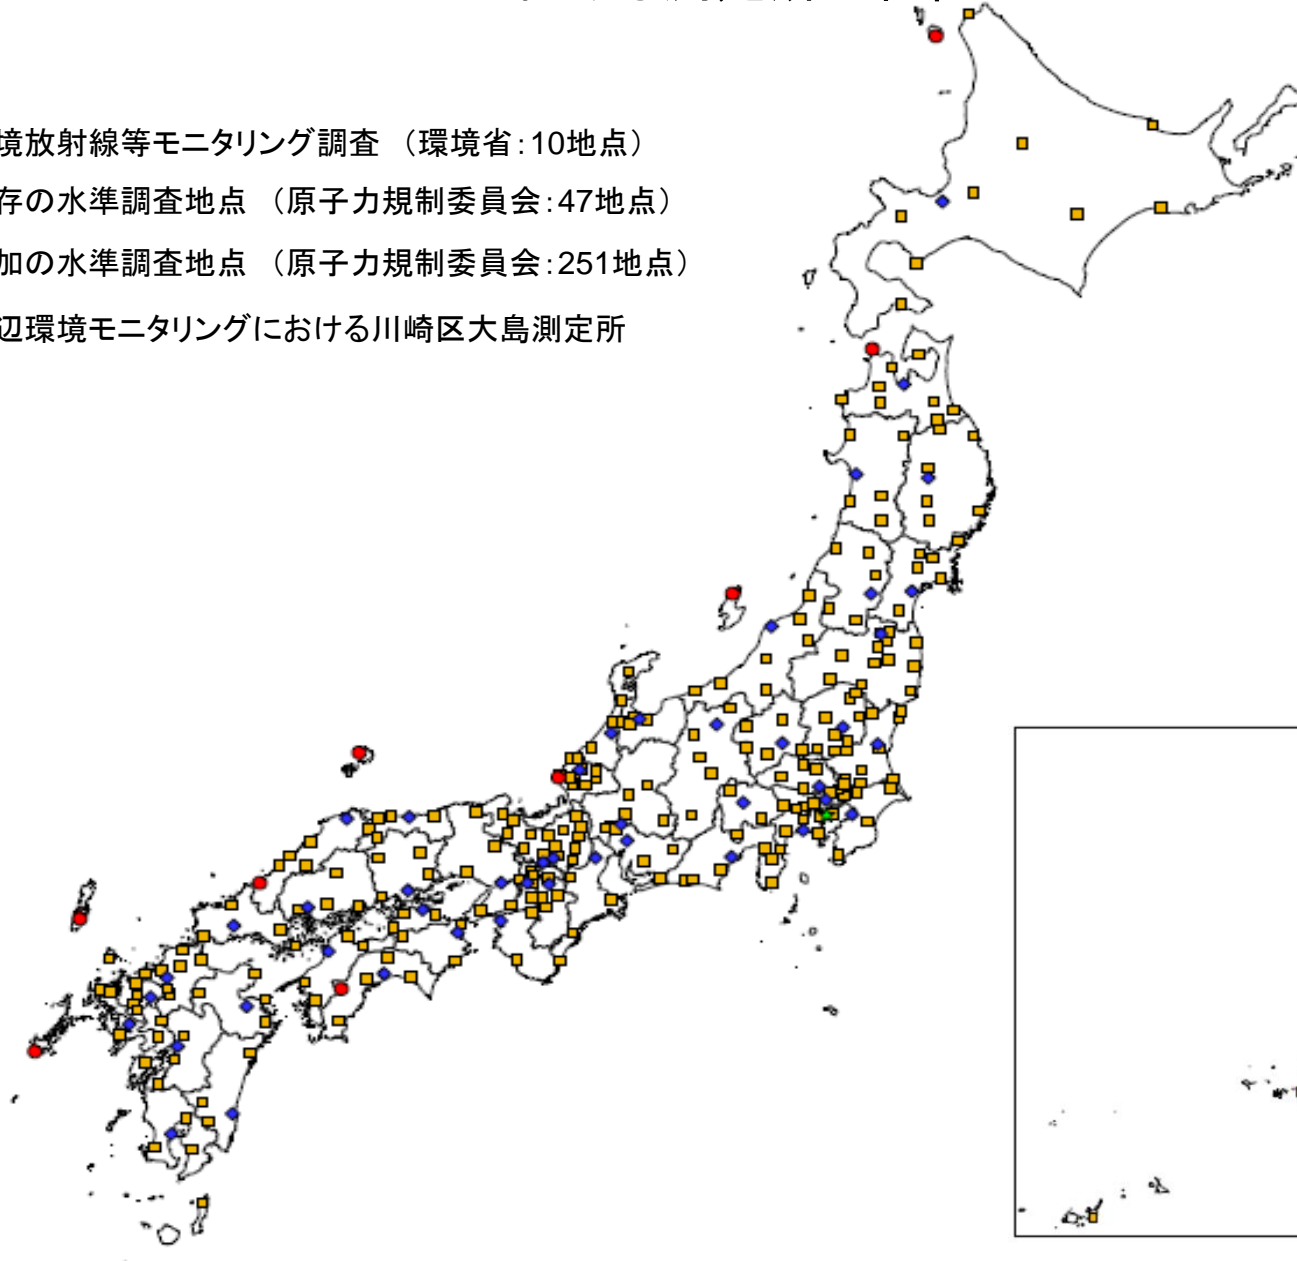 境放射線等モニタリング調査　（環境省：10地点）
存の水準調査地点　（原子力規制委員会：47地点）
加の水準調査地点　（原子力規制委員会：251地点）
辺環境モニタリングにおける川崎区大島測定所